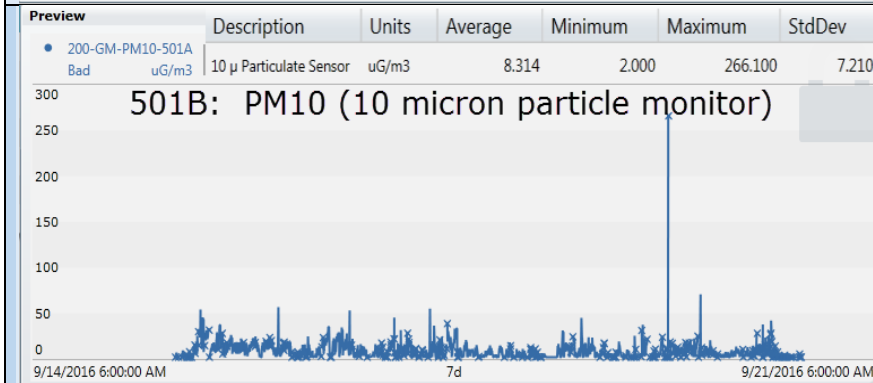 Preview
Description Units Average Minimum Maximum StdDev
200-GM-PM10-501A
Bad uG/m3
10 µ Particulate Sensor uG/m3 8.314 2.000 266.100 7.210
501B: PM10 (10 micron particle monitor)
300
250
200
150
100
50
0
9/14/2016 6:00:00 AM 7d 9/21/2016 6:00:00 AM